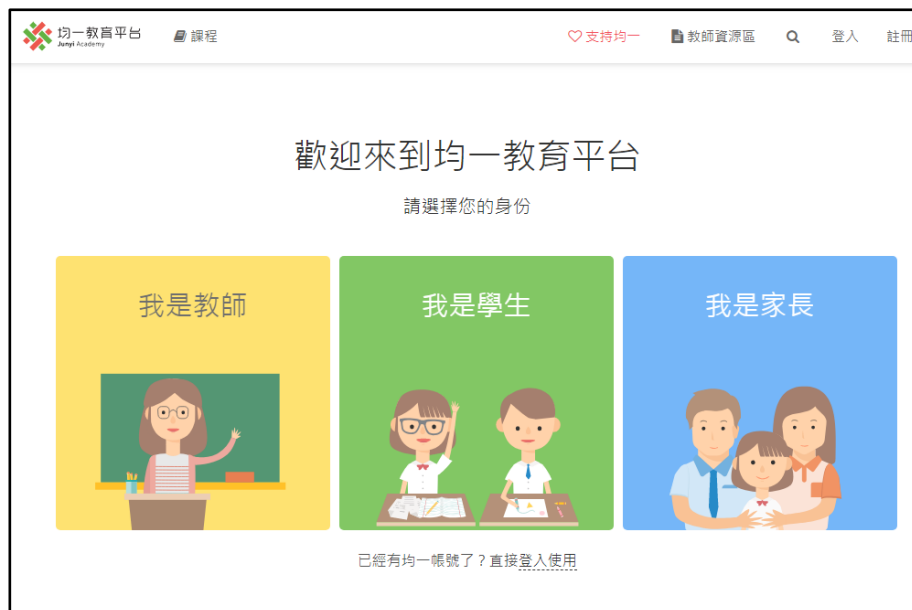 均一教育平台
Junyi Academy
課程
支持均一
教師資源區
登入
註冊
歡迎來到均一教育平台
請選擇您的身份
我是教師
我是學生
我是家長
已經有均一帳號了？直接登入使用